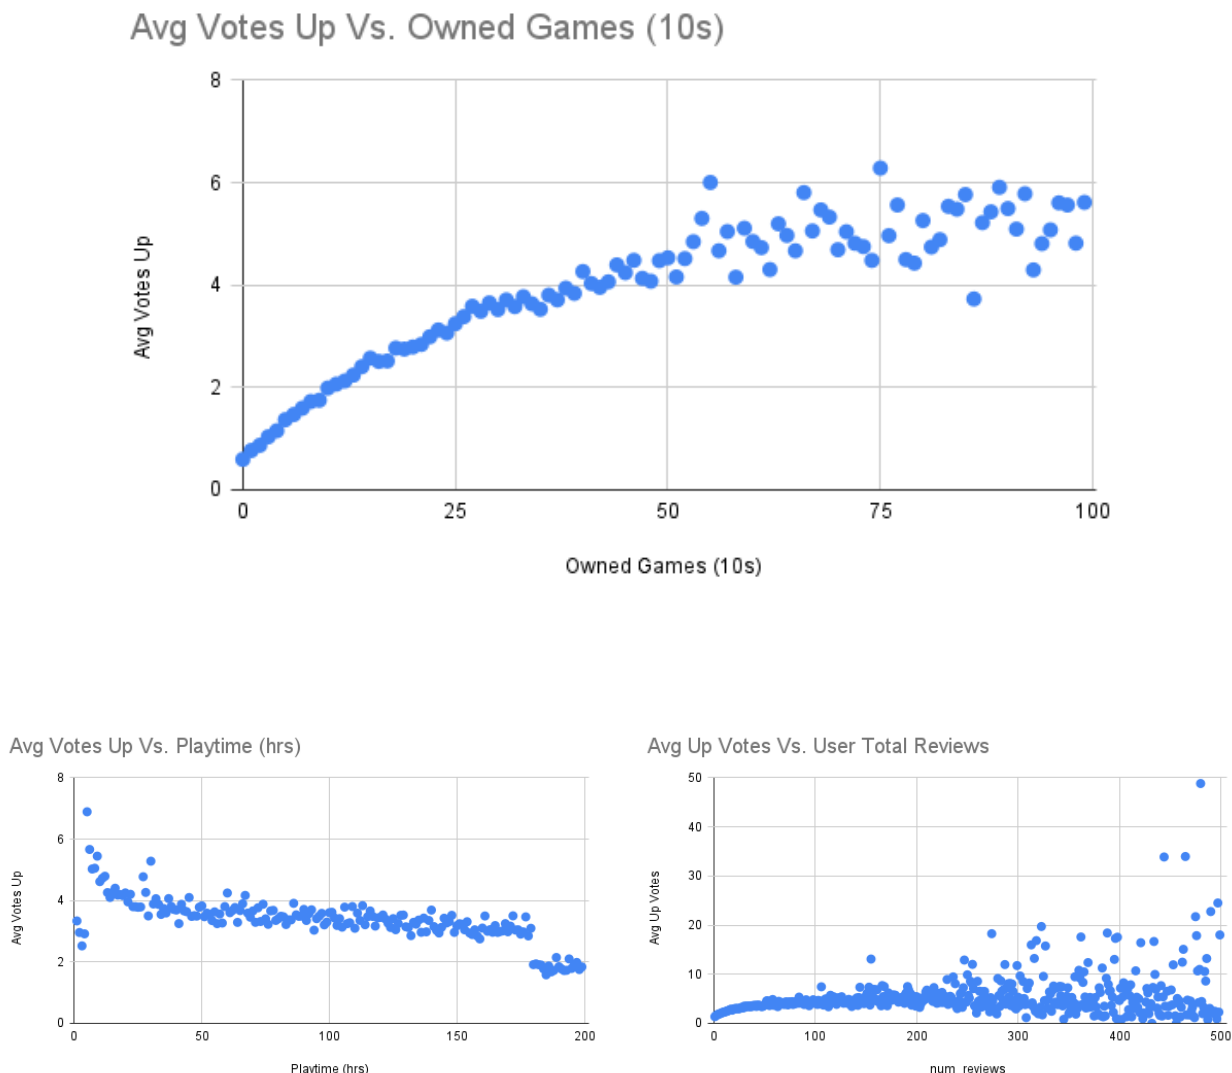 Avg Votes Up Vs. Owned Games (10s)
8
6
4
2
0
Avg Votes Up
0 25 50 75 100
Owned Games (10s)
Avg Votes Up Vs. Playtime (hrs)
8
6
4
2
0
Avg Votes Up
0 50 100 150 200
Playtime (hrs)
Avg Up Votes Vs. User Total Reviews
50
40
30
20
10
0
Avg Up Votes
0 100 200 300 400 500
num_reviews